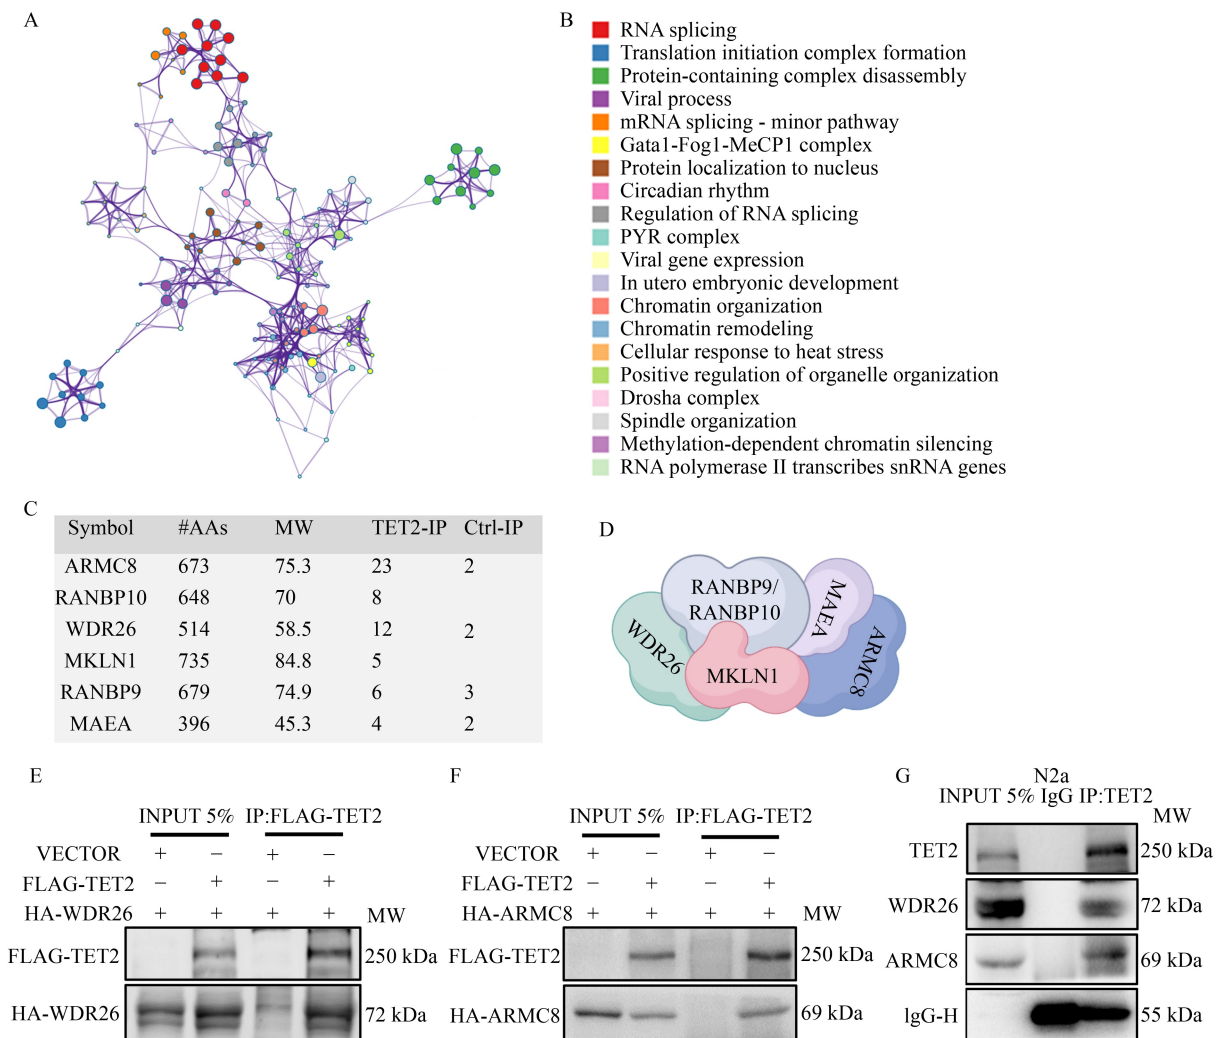 A
B
RNA splicing
Translation initiation complex formation
Protein-containing complex disassembly
Viral process
mRNA splicing - minor pathway
Gata1-Fog1-MeCP1 complex
Protein localization to nucleus
Circadian rhythm
Regulation of RNA splicing
PYR complex
Viral gene expression
In utero embryonic development
Chromatin organization
Chromatin remodeling
Cellular response to heat stress
Positive regulation of organelle organization
Drosha complex
Spindle organization
Methylation-dependent chromatin silencing
RNA polymerase II transcribes snRNA genes
C
Symbol #AAs MW TET2-IP Ctrl-IP
ARMC8 673 75.3 23 2
RANBP10 648 70 8
WDR26 514 58.5 12 2
MKLN1 735 84.8 5
RANBP9 679 74.9 6 3
MAEA 396 45.3 4 2
D
RANBP9/
RANBP10
MAEA
WDR26
MKLN1
ARMC8
E
INPUT 5% IP:FLAG-TET2
VECTOR + − + −
FLAG-TET2 − + − +
HA-WDR26 + + + + MW
FLAG-TET2 250 kDa
HA-WDR26 72 kDa
F
INPUT 5% IP:FLAG-TET2
VECTOR + − + −
FLAG-TET2 − + − +
HA-ARMC8 + + + + MW
FLAG-TET2 250 kDa
HA-ARMC8 69 kDa
G
N2a
INPUT 5% IgG IP:TET2
MW
TET2 250 kDa
WDR26 72 kDa
ARMC8 69 kDa
IgG-H 55 kDa